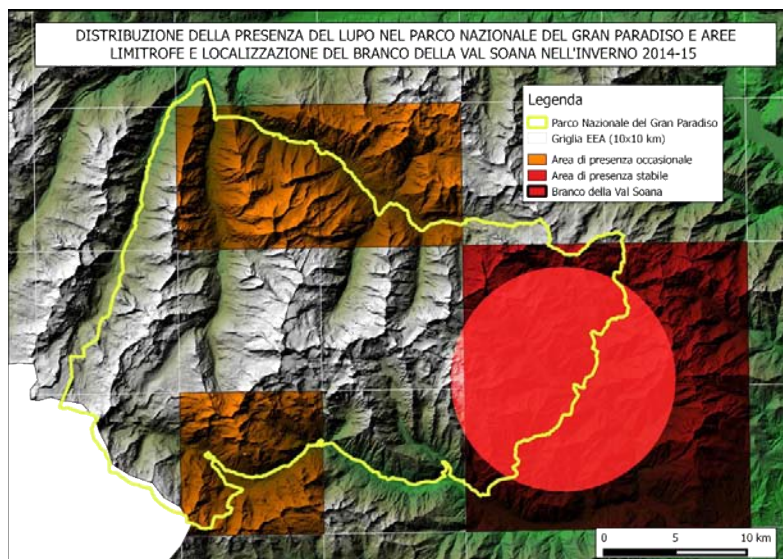 DISTRIBUZIONE DELLA PRESENZA DEL LUPO NEL PARCO NAZIONALE DEL GRAN PARADISO E AREE
LIMITROFE E LOCALIZZAZIONE DEL BRANCO DELLA VAL SOANA NELL'INVERNO 2014-15
Legenda
Parco Nazionale del Gran Paradiso
Griglia EEA (10x10 km)
Area di presenza occasionale
Area di presenza stabile
Branco della Val Soana
0 5 10 km